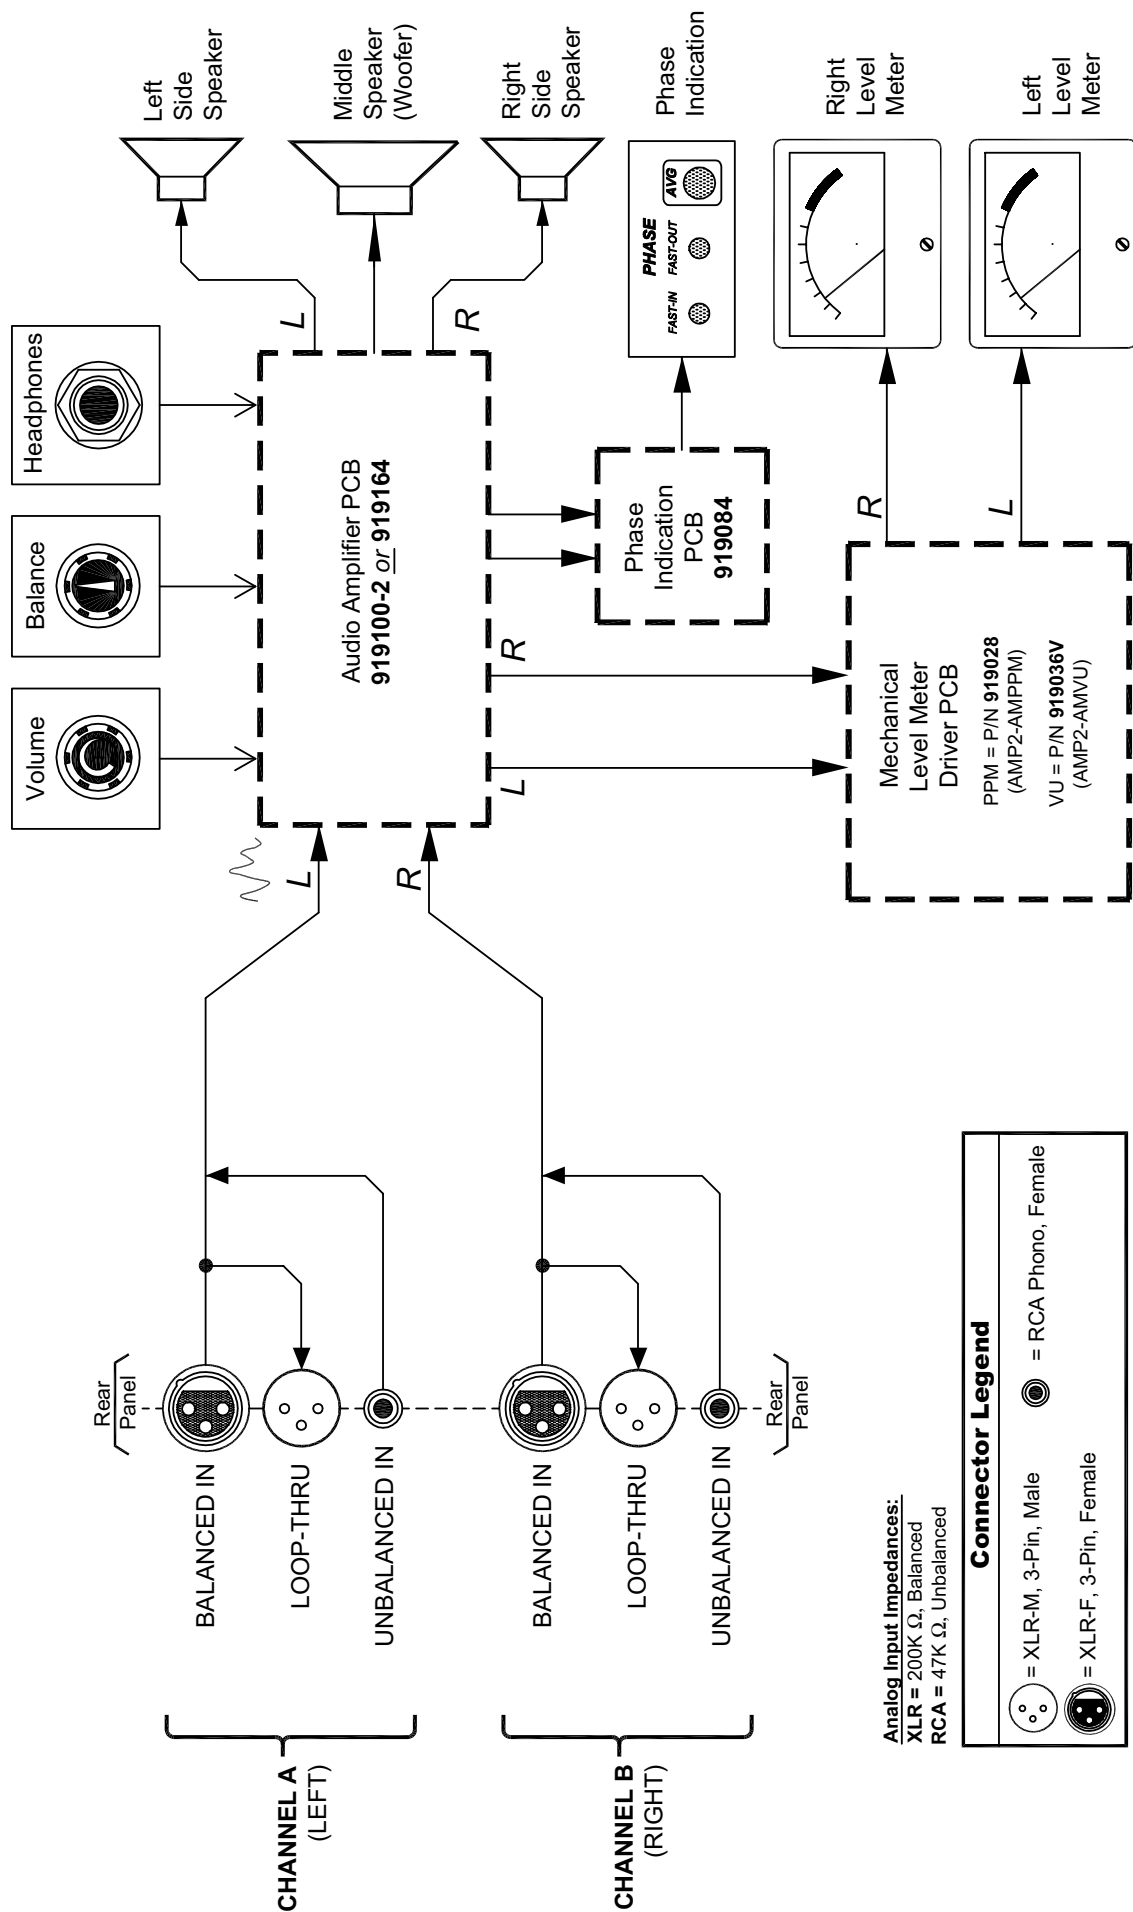 CHANNEL A
(LEFT)
BALANCED IN
LOOP-THRU
UNBALANCED IN
Rear
Panel
CHANNEL B
(RIGHT)
BALANCED IN
LOOP-THRU
UNBALANCED IN
Rear
Panel
L
R
Volume
Balance
Headphones
Audio Amplifier PCB
919100-2 or 919164
L
R
Left
Side
Speaker
Middle
Speaker
(Woofer)
Right
Side
Speaker
L
R
Phase
Indication
PCB
919084
PHASE
FAST-IN
FAST-OUT
AVG
Phase
Indication
Mechanical
Level Meter
Driver PCB
PPM = P/N 919028
(AMP2-AMPPM)
VU = P/N 919036V
(AMP2-AMVU)
R
L
Right
Level
Meter
Left
Level
Meter
Analog Input Impedances:
XLR = 200K Ω, Balanced
RCA = 47K Ω, Unbalanced
Connector Legend
= XLR-M, 3-Pin, Male
= RCA Phono, Female
= XLR-F, 3-Pin, Female